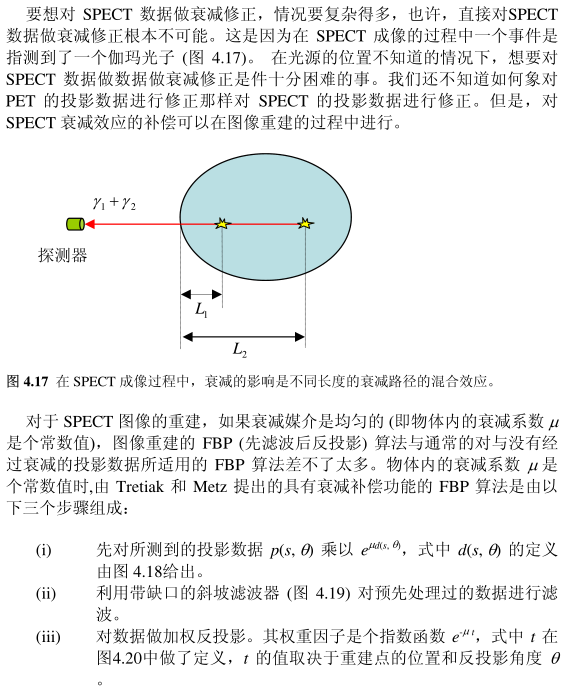 要想对 SPECT 数据做衰减修正，情况要复杂得多，也许，直接对SPECT
数据做衰减修正根本不可能。这是因为在 SPECT 成像的过程中一个事件是
指测到了一个伽玛光子 (图 4.17)。 在光源的位置不知道的情况下，想要对
SPECT 数据做数据做衰减修正是件十分困难的事。我们还不知道如何象对
PET 的投影数据进行修正那样对 SPECT 的投影数据进行修正。但是，对
SPECT 衰减效应的补偿可以在图像重建的过程中进行。
γ₁ + γ₂
探测器
L₁
L₂
图 4.17 在 SPECT 成像过程中，衰减的影响是不同长度的衰减路径的混合效应。
对于 SPECT 图像的重建，如果衰减媒介是均匀的 (即物体内的衰减系数 μ
是个常数值)，图像重建的 FBP (先滤波后反投影) 算法与通常的对与没有经
过衰减的投影数据所适用的 FBP 算法差不了太多。物体内的衰减系数 μ 是
个常数值时,由 Tretiak 和 Metz 提出的具有衰减补偿功能的 FBP 算法是由以
下三个步骤组成：
(i) 先对所测到的投影数据 p(s, θ) 乘以 e^{μd(s, θ)}，式中 d(s, θ) 的定义
由图 4.18给出。
(ii) 利用带缺口的斜坡滤波器 (图 4.19) 对预先处理过的数据进行滤
波。
(iii) 对数据做加权反投影。其权重因子是个指数函数 e^{-μ t}，式中 t 在
图4.20中做了定义，t 的值取决于重建点的位置和反投影角度 θ
。